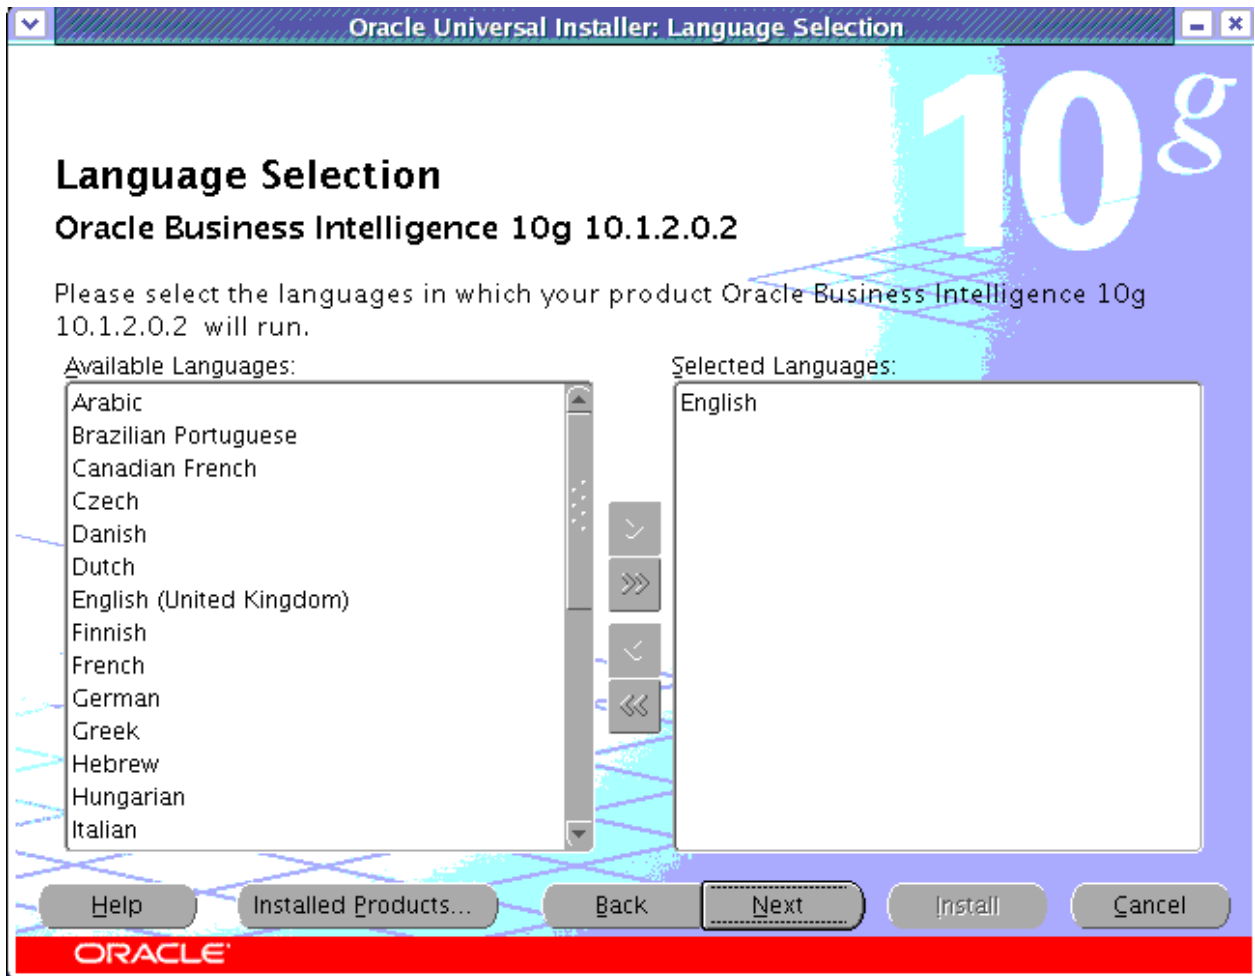 Oracle Universal Installer: Language Selection
10g
Language Selection
Oracle Business Intelligence 10g 10.1.2.0.2
Please select the languages in which your product Oracle Business Intelligence 10g
10.1.2.0.2 will run.
Available Languages:
Arabic
Brazilian Portuguese
Canadian French
Czech
Danish
Dutch
English (United Kingdom)
Finnish
French
German
Greek
Hebrew
Hungarian
Italian
Selected Languages:
English
Help
Installed Products...
Back
Next
Install
Cancel
ORACLE